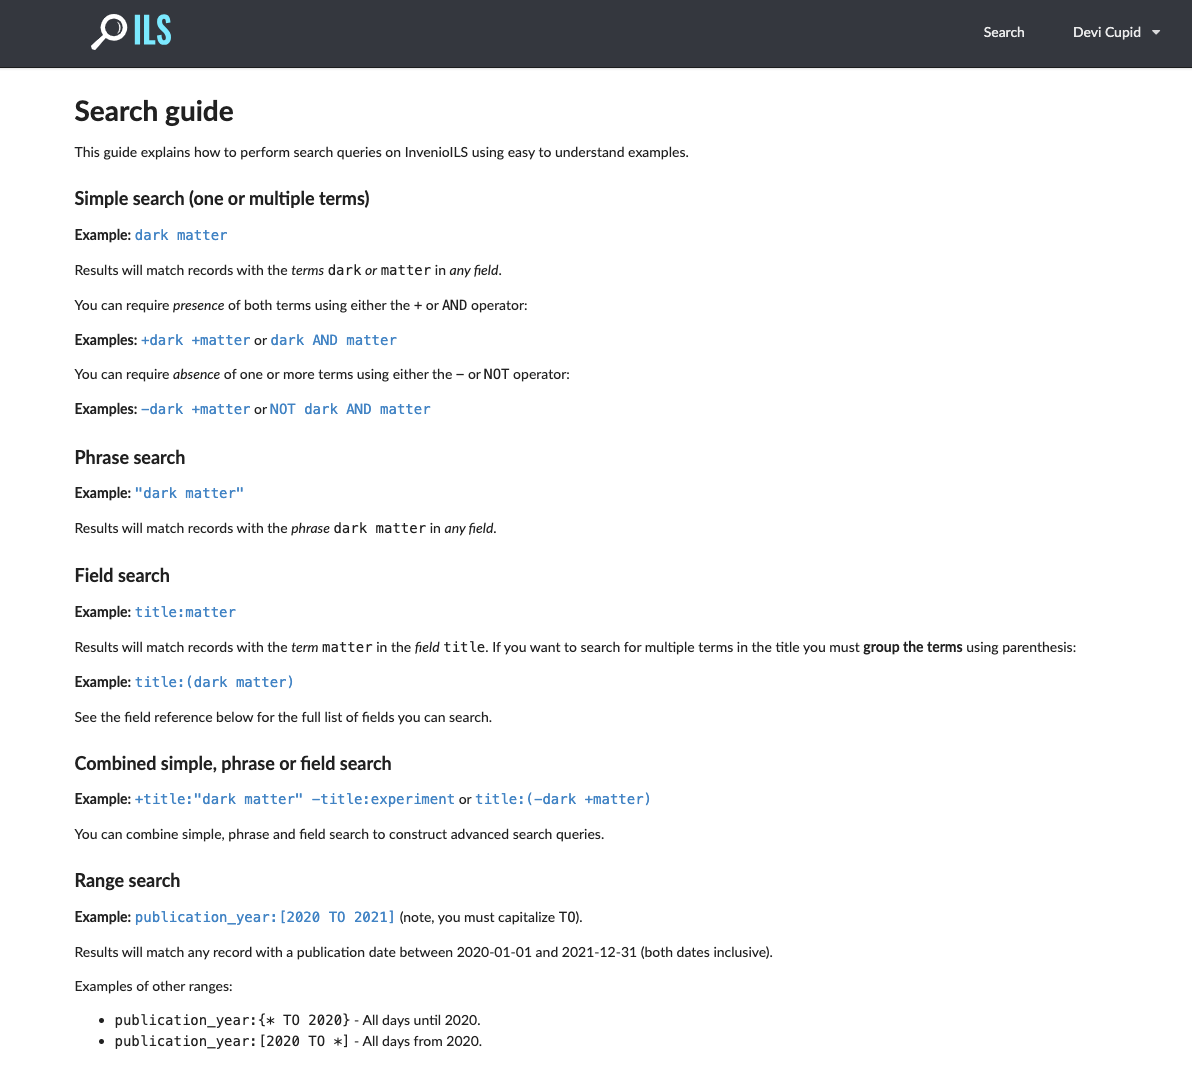 ILS
Search
Devi Cupid
Search guide
This guide explains how to perform search queries on InvenioILS using easy to understand examples.
Simple search (one or multiple terms)
Example: dark matter
Results will match records with the terms dark or matter in any field.
You can require presence of both terms using either the + or AND operator:
Examples: +dark +matter or dark AND matter
You can require absence of one or more terms using either the – or NOT operator:
Examples: –dark +matter or NOT dark AND matter
Phrase search
Example: "dark matter"
Results will match records with the phrase dark matter in any field.
Field search
Example: title:matter
Results will match records with the term matter in the field title. If you want to search for multiple terms in the title you must group the terms using parenthesis:
Example: title:(dark matter)
See the field reference below for the full list of fields you can search.
Combined simple, phrase or field search
Example: +title:"dark matter" –title:experiment or title:(–dark +matter)
You can combine simple, phrase and field search to construct advanced search queries.
Range search
Example: publication_year:[2020 TO 2021] (note, you must capitalize TO).
Results will match any record with a publication date between 2020-01-01 and 2021-12-31 (both dates inclusive).
Examples of other ranges:
• publication_year:{* TO 2020} - All days until 2020.
• publication_year:[2020 TO *] - All days from 2020.